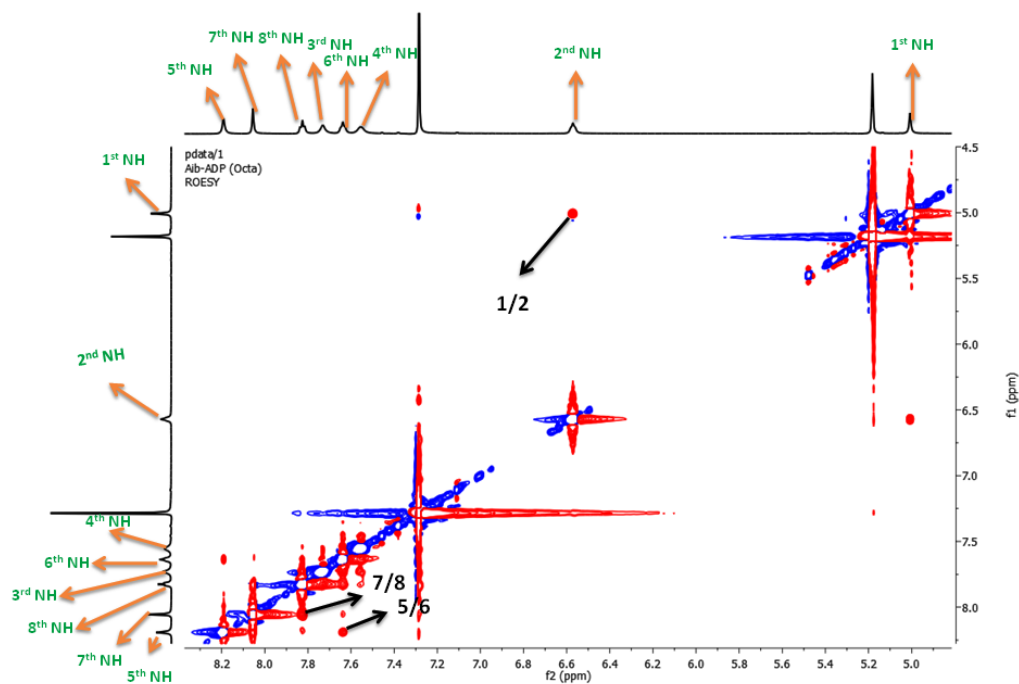 7th NH 8th NH 3rd NH
6th NH 4th NH
5th NH
2nd NH
1st NH
pdata/1
Aib-ADP (Octa)
ROESY
1st NH
2nd NH
4th NH
6th NH
3rd NH
8th NH
7th NH
5th NH
1/2
7/8
5/6
4.5
5.0
5.5
6.0
6.5
7.0
7.5
8.0
f1 (ppm)
8.2 8.0 7.8 7.6 7.4 7.2 7.0 6.8 6.6 6.4 6.2 6.0 5.8 5.6 5.4 5.2 5.0
f2 (ppm)